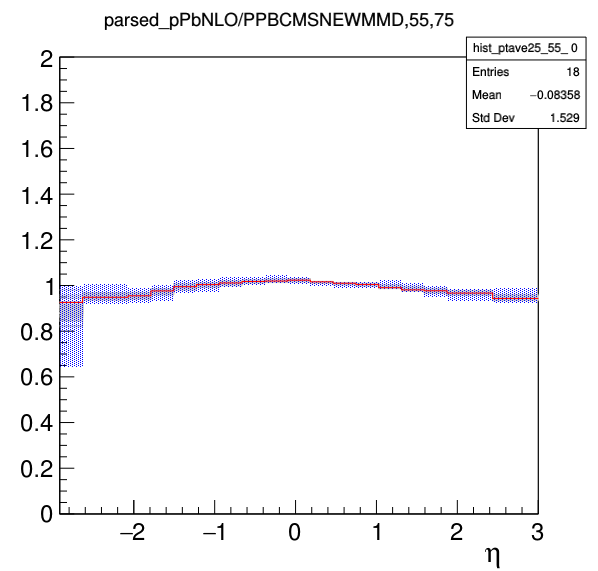 parsed_pPbNLO/PPBCMSNEWMMD,55,75
hist_ptave25_55_ 0
Entries 18
Mean −0.08358
Std Dev 1.529
2
1.8
1.6
1.4
1.2
1
0.8
0.6
0.4
0.2
0
−2 −1 0 1 2 3
η